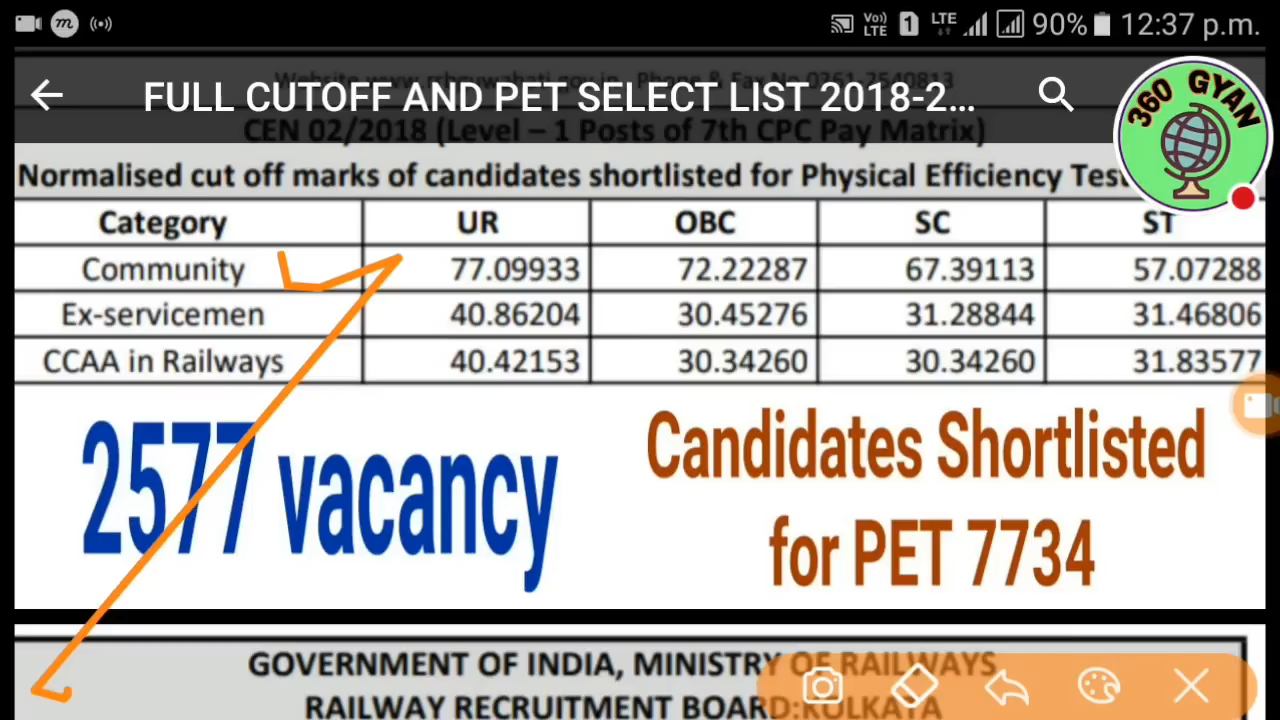 Vo)) LTE 1 LTE 90% 12:37 p.m.
FULL CUTOFF AND PET SELECT LIST 2018-2...
360 GYAN
CEN 02/2018 (Level – 1 Posts of 7th CPC Pay Matrix)
Normalised cut off marks of candidates shortlisted for Physical Efficiency Test
Category UR OBC SC ST
Community 77.09933 72.22287 67.39113 57.07288
Ex-servicemen 40.86204 30.45276 31.28844 31.46806
CCAA in Railways 40.42153 30.34260 30.34260 31.83577
2577 vacancy
Candidates Shortlisted
for PET 7734
GOVERNMENT OF INDIA, MINISTRY OF RAILWAYS
RAILWAY RECRUITMENT BOARD:KOLKATA